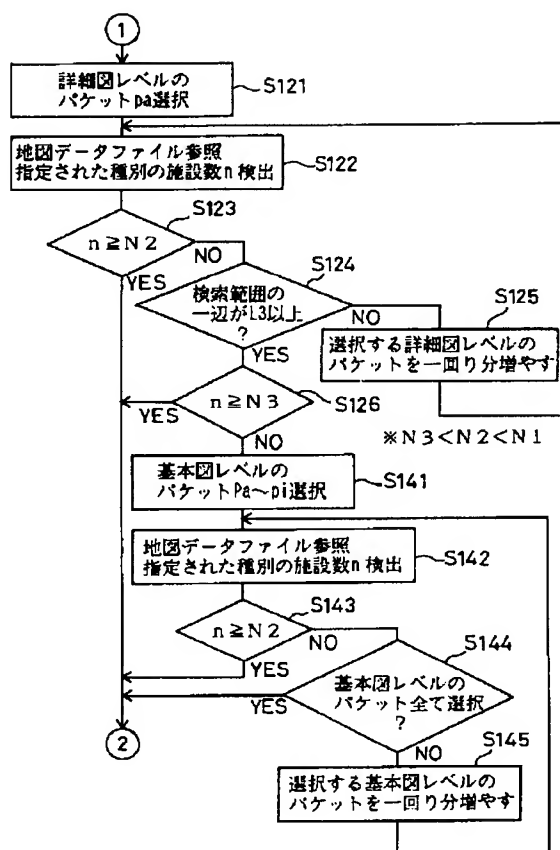 1
詳細図レベルの
パケットpa選択
S121
地図データファイル参照
指定された種別の施設数n検出
S122
n≧N2
S123
NO
YES
検索範囲の
一辺がL3以上
?
S124
NO
YES
選択する詳細図レベルの
パケットを一回り分増やす
S125
n≧N3
S126
YES
NO
※N3<N2<N1
基本図レベルの
パケットPa～pi選択
S141
地図データファイル参照
指定された種別の施設数n検出
S142
n≧N2
S143
NO
YES
基本図レベルの
パケット全て選択
?
S144
YES
NO
選択する基本図レベルの
パケットを一回り分増やす
S145
2